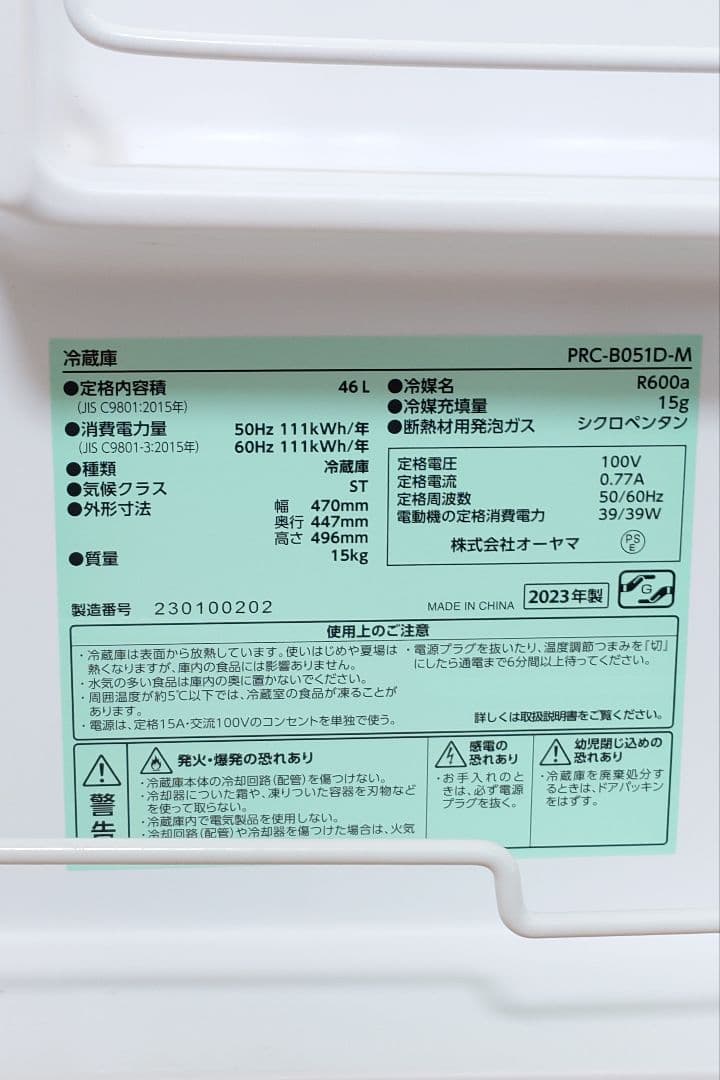 冷蔵庫 PRC-B051D-M
●定格内容積 46L
(JIS C9801:2015年)
●消費電力量 50Hz 111kWh/年
(JIS C9801-3:2015年) 60Hz 111kWh/年
●種類 冷蔵庫
●気候クラス ST
●外形寸法 幅 470mm
奥行 447mm
高さ 496mm
●質量 15kg
●冷媒名 R600a
●冷媒充填量 15g
●断熱材用発泡ガス シクロペンタン
定格電圧 100V
定格電流 0.77A
定格周波数 50/60Hz
電動機の定格消費電力 39/39W
株式会社オーヤマ PSE
製造番号 230100202 MADE IN CHINA 2023年製 G
使用上のご注意
・冷蔵庫は表面から放熱しています。使いはじめや夏場は
熱くなりますが、庫内の食品には影響ありません。
・水気の多い食品は庫内の奥に置かないでください。
・周囲温度が約5℃以下では、冷蔵室の食品が凍ることが
あります。
・電源は、定格15A・交流100Vのコンセントを単独で使う。
・電源プラグを抜いたり、温度調節つまみを「切」
にしたら通電まで6分間以上待ってください。
詳しくは取扱説明書をご覧ください。
警告
発火・爆発の恐れあり
・冷蔵庫本体の冷却回路(配管)を傷つけない。
・冷却器についた霜や、凍りついた容器を刃物など
を使って取らない。
・冷蔵庫内で電気製品を使用しない。
・冷却回路(配管)や冷却器を傷つけた場合は、火気
感電の
恐れあり
・お手入れのと
きは、必ず電源
プラグを抜く。
幼児閉じ込めの
恐れあり
・冷蔵庫を廃棄処分す
るときは、ドアパッキン
をはずす。